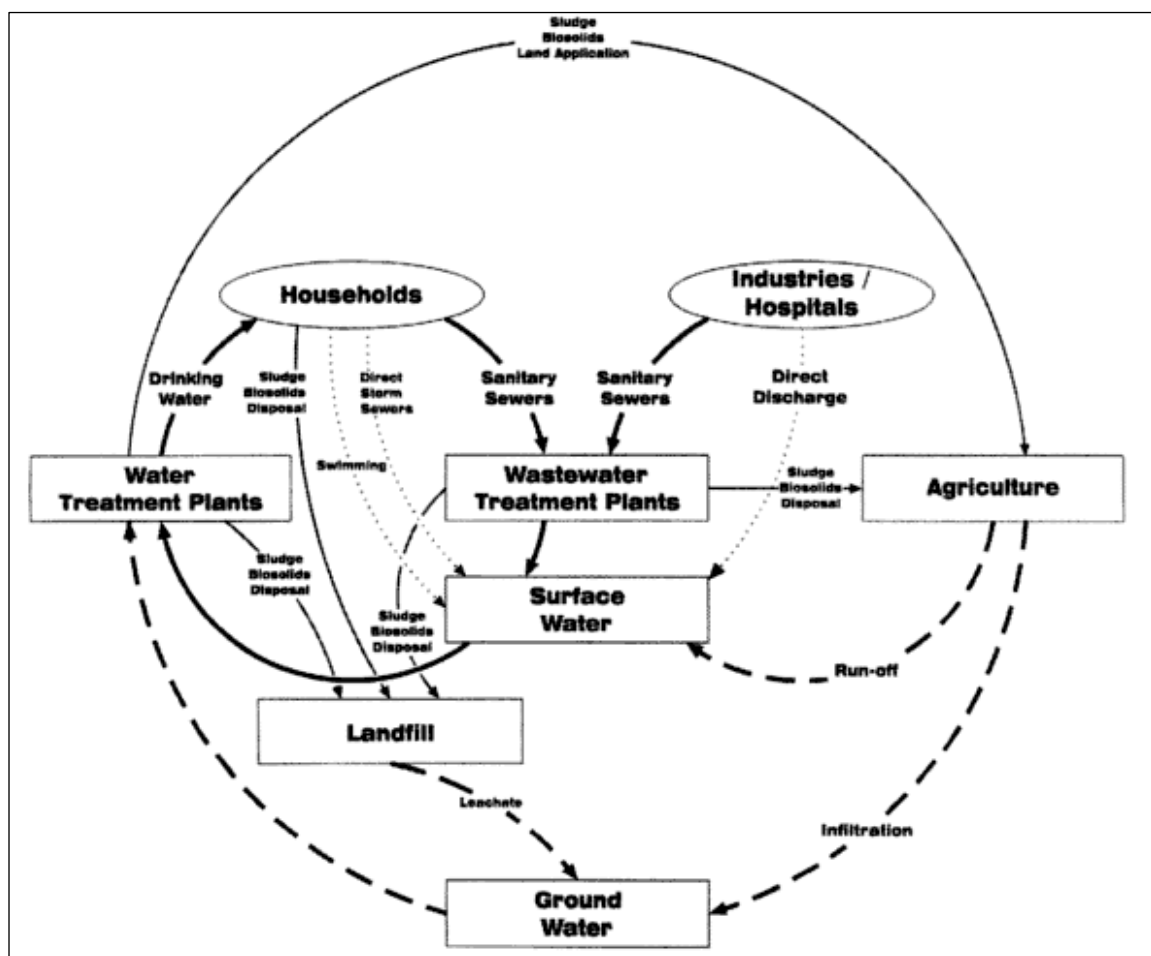 Sludge
Biosolids
Land Application
Households
Industries /
Hospitals
Drinking
Water
Sludge
Biosolids
Disposal
Direct
Storm
Sewers
Sanitary
Sewers
Sanitary
Sewers
Direct
Discharge
Swimming
Water
Treatment Plants
Wastewater
Treatment Plants
Sludge
Biosolids
Disposal
Agriculture
Sludge
Biosolids
Disposal
Surface
Water
Sludge
Biosolids
Disposal
Run-off
Landfill
Leachate
Infiltration
Ground
Water